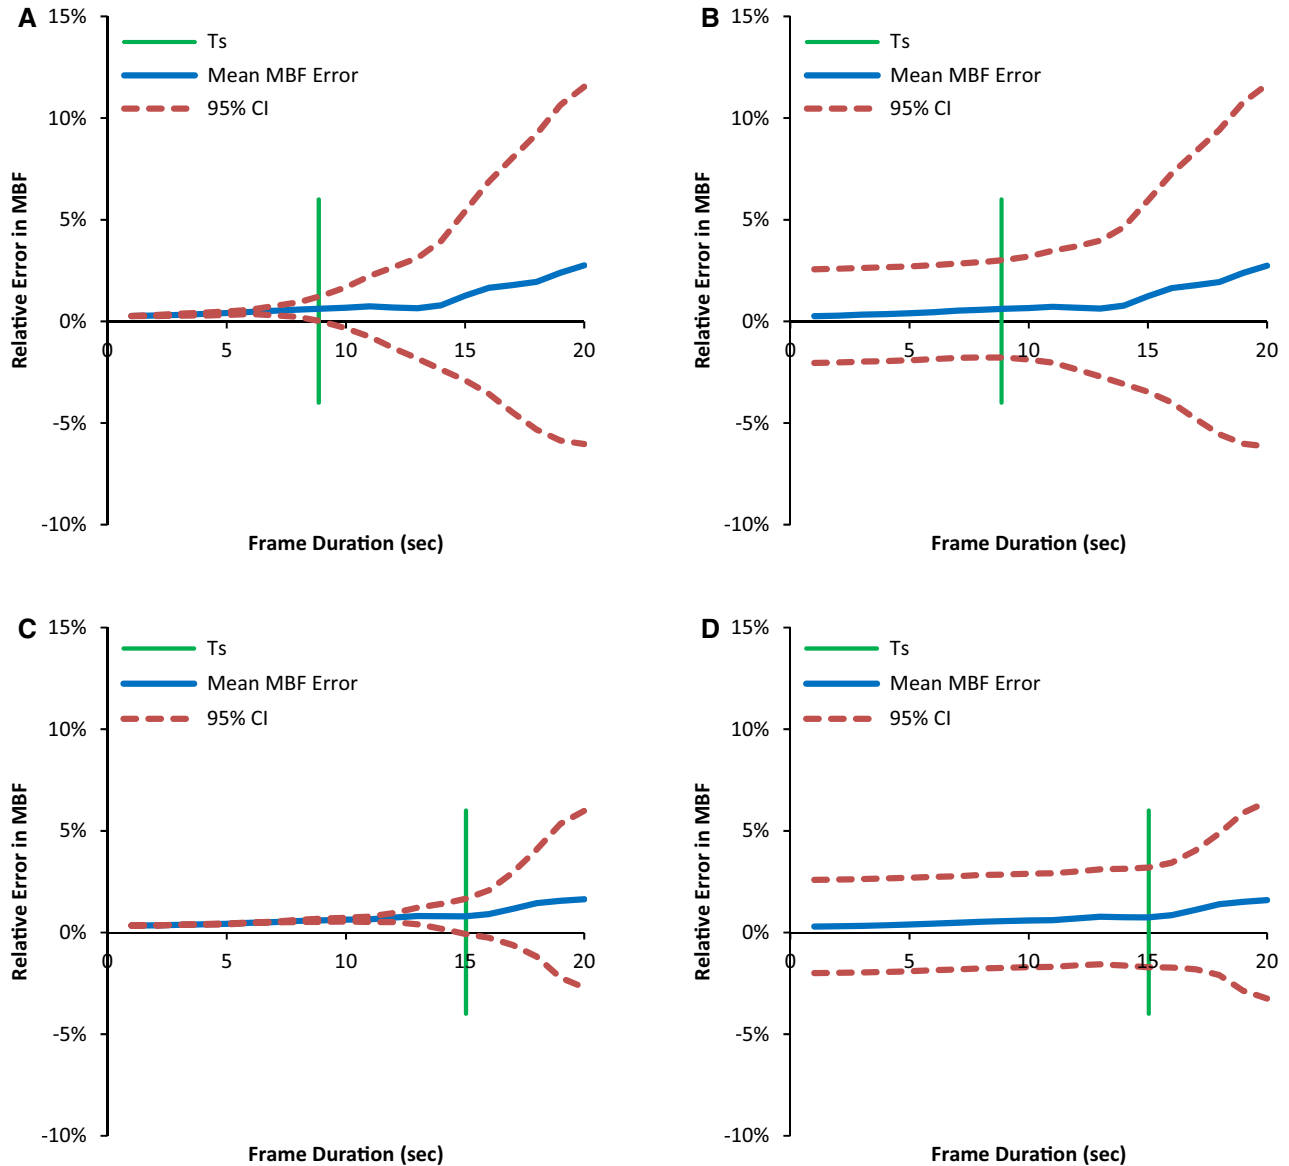 A
15%
10%
5%
0%
-5%
-10%
0 5 10 15 20
Ts
Mean MBF Error
95% CI
Relative Error in MBF
Frame Duration (sec)
B
15%
10%
5%
0%
-5%
-10%
0 5 10 15 20
Ts
Mean MBF Error
95% CI
Relative Error in MBF
Frame Duration (sec)
C
15%
10%
5%
0%
-5%
-10%
0 5 10 15 20
Ts
Mean MBF Error
95% CI
Relative Error in MBF
Frame Duration (sec)
D
15%
10%
5%
0%
-5%
-10%
0 5 10 15 20
Ts
Mean MBF Error
95% CI
Relative Error in MBF
Frame Duration (sec)